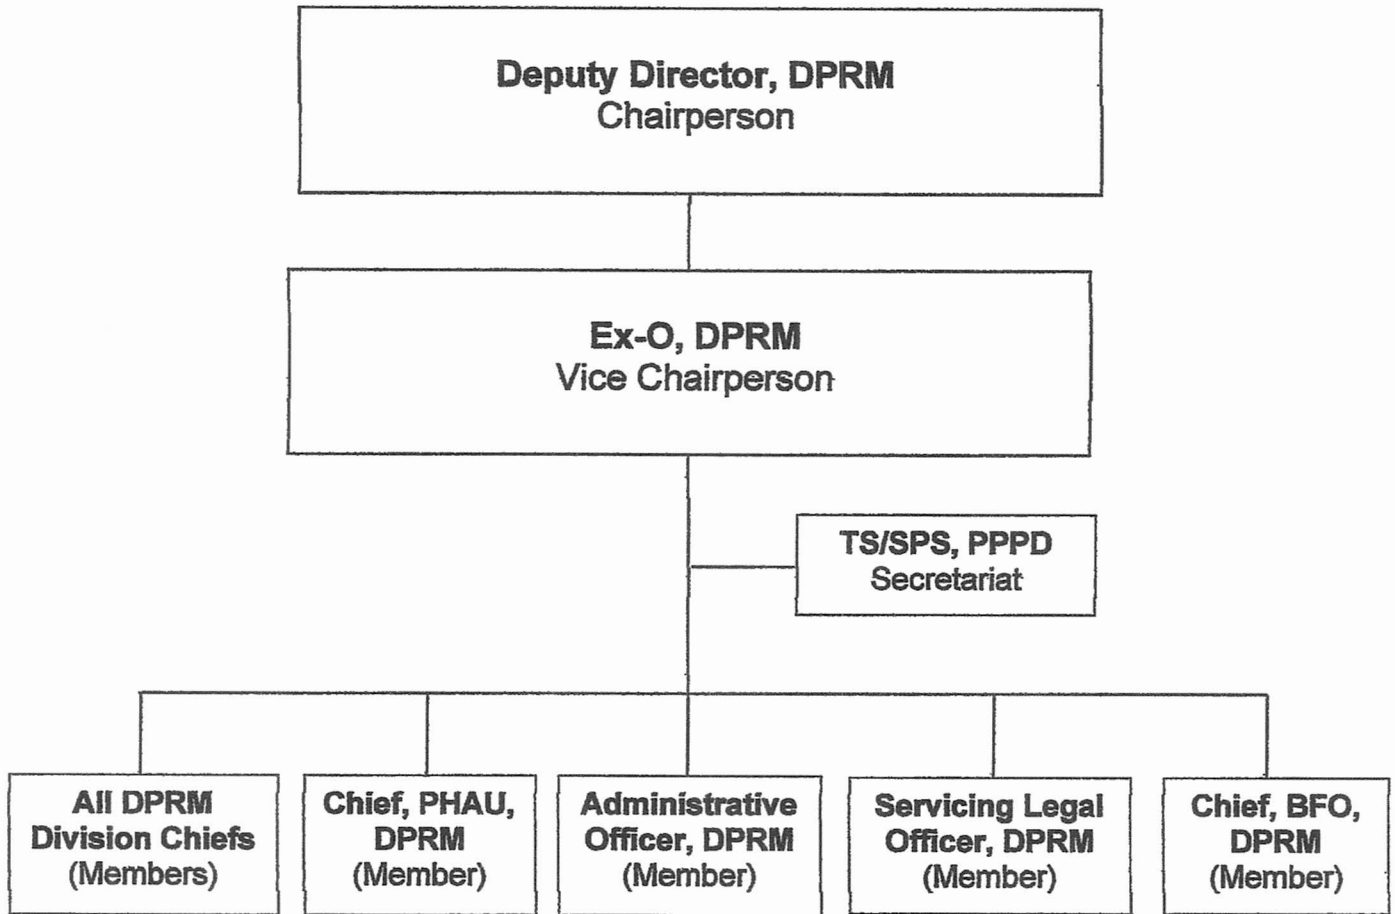 Deputy Director, DPRM
Chairperson
Ex-O, DPRM
Vice Chairperson
TS/SPS, PPPD
Secretariat
All DPRM
Division Chiefs
(Members)
Chief, PHAU,
DPRM
(Member)
Administrative
Officer, DPRM
(Member)
Servicing Legal
Officer, DPRM
(Member)
Chief, BFO,
DPRM
(Member)